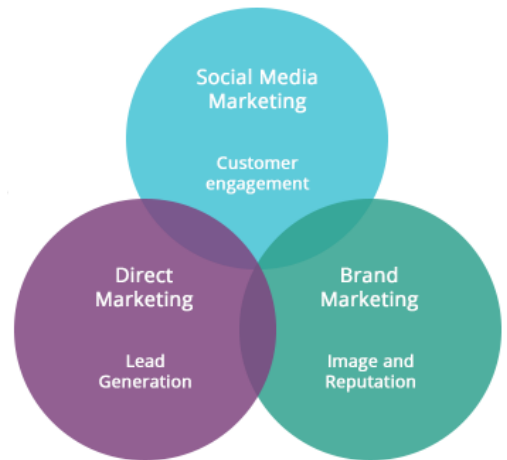 Social Media
Marketing
Customer
engagement
Direct
Marketing
Lead
Generation
Brand
Marketing
Image and
Reputation